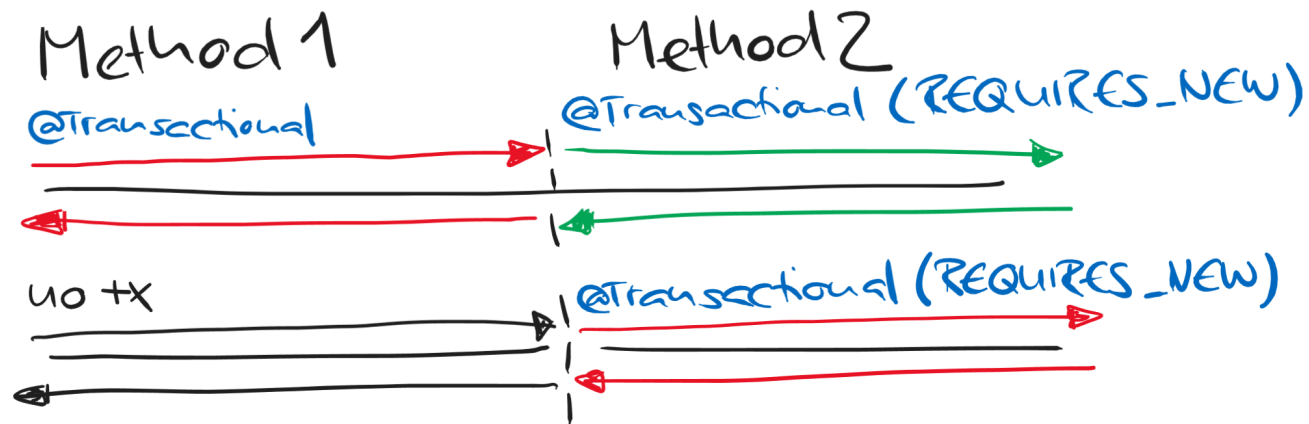 Method 1 Method 2
@Transactional @Transactional (REQUIRES_NEW)
no tx @Transactional (REQUIRES_NEW)